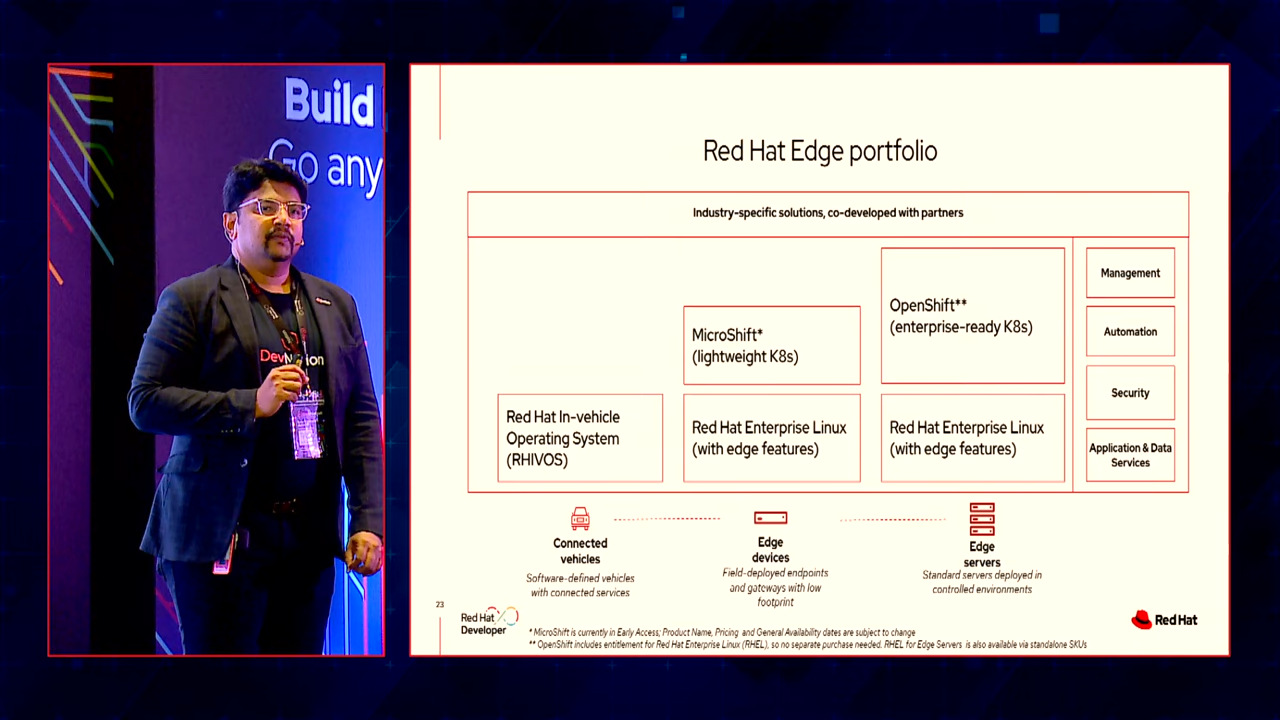 Build
Go any
DevNation
Red Hat Edge portfolio
Industry-specific solutions, co-developed with partners
OpenShift**
(enterprise-ready K8s)
MicroShift*
(lightweight K8s)
Red Hat In-vehicle
Operating System
(RHIVOS)
Red Hat Enterprise Linux
(with edge features)
Red Hat Enterprise Linux
(with edge features)
Management
Automation
Security
Application & Data
Services
Connected
vehicles
Software-defined vehicles
with connected services
Edge
devices
Field-deployed endpoints
and gateways with low
footprint
Edge
servers
Standard servers deployed in
controlled environments
23
Red Hat
Developer
* MicroShift is currently in Early Access; Product Name, Pricing and General Availability dates are subject to change
** OpenShift includes entitlement for Red Hat Enterprise Linux (RHEL), so no separate purchase needed. RHEL for Edge Servers is also available via standalone SKUs
Red Hat